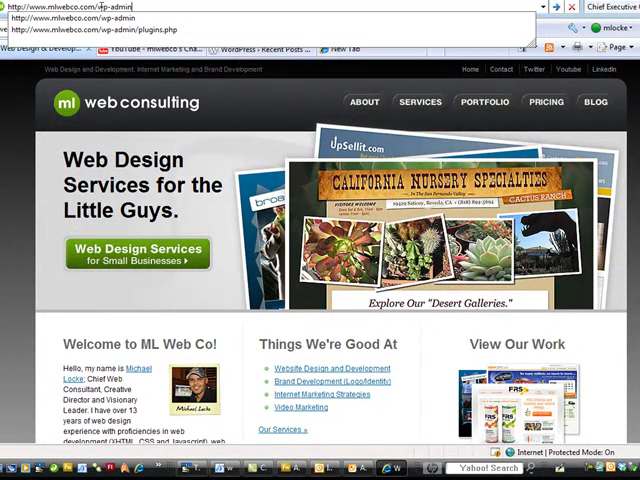 http://www.mlwebco.com/wp-admin
Chief Executive
http://www.mlwebco.com/wp-admin
http://www.mlwebco.com/wp-admin/plugins.php
mlocke
Web Design & Develop...
Youtube - mlwebco's Channel
WordPress › Recent Posts
New Tab
Page
Web Design and Development: Internet Marketing and Brand Development
Home Contact Twitter Youtube LinkedIn
ml web consulting
ABOUT SERVICES PORTFOLIO PRICING BLOG
Web Design
Services for the
Little Guys.
Web Design Services
for Small Businesses
UpSellit.com
CALIFORNIA NURSERY SPECIALTIES
CACTUS RANCH
In The San Fernando Valley
19420 Saticoy, Reseda, CA • (818) 894-5694
Explore Our "Desert Galleries."
Welcome to ML Web Co!
Hello, my name is Michael
Locke; Chief Web
Consultant, Creative
Director and Visionary
Leader. I have over 13
years of web design
experience with proficiencies in web
development (XHTML, CSS and Javascript), web
Michael Locke
Things We're Good At
Website Design and Development
Brand Development (Logo/Identity)
Internet Marketing Strategies
Video Marketing
Our Services »
View Our Work
FRS
Internet | Protected Mode: On
Yahoo! Search